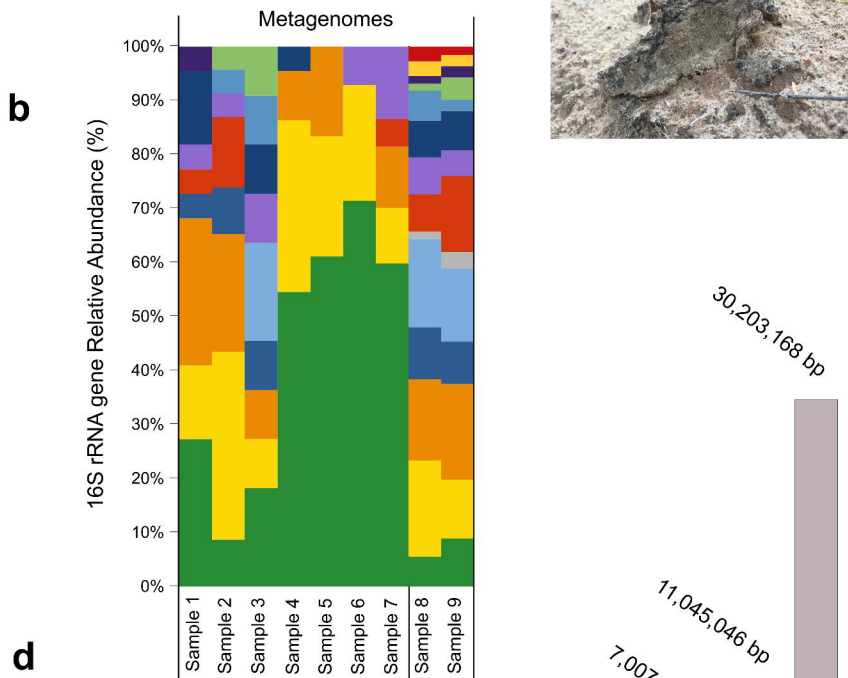 b
Metagenomes
16S rRNA gene Relative Abundance (%)
100%
90%
80%
70%
60%
50%
40%
30%
20%
10%
0%
Sample 1
Sample 2
Sample 3
Sample 4
Sample 5
Sample 6
Sample 7
Sample 8
Sample 9
30,203,168 bp
11,045,046 bp
7,007
d